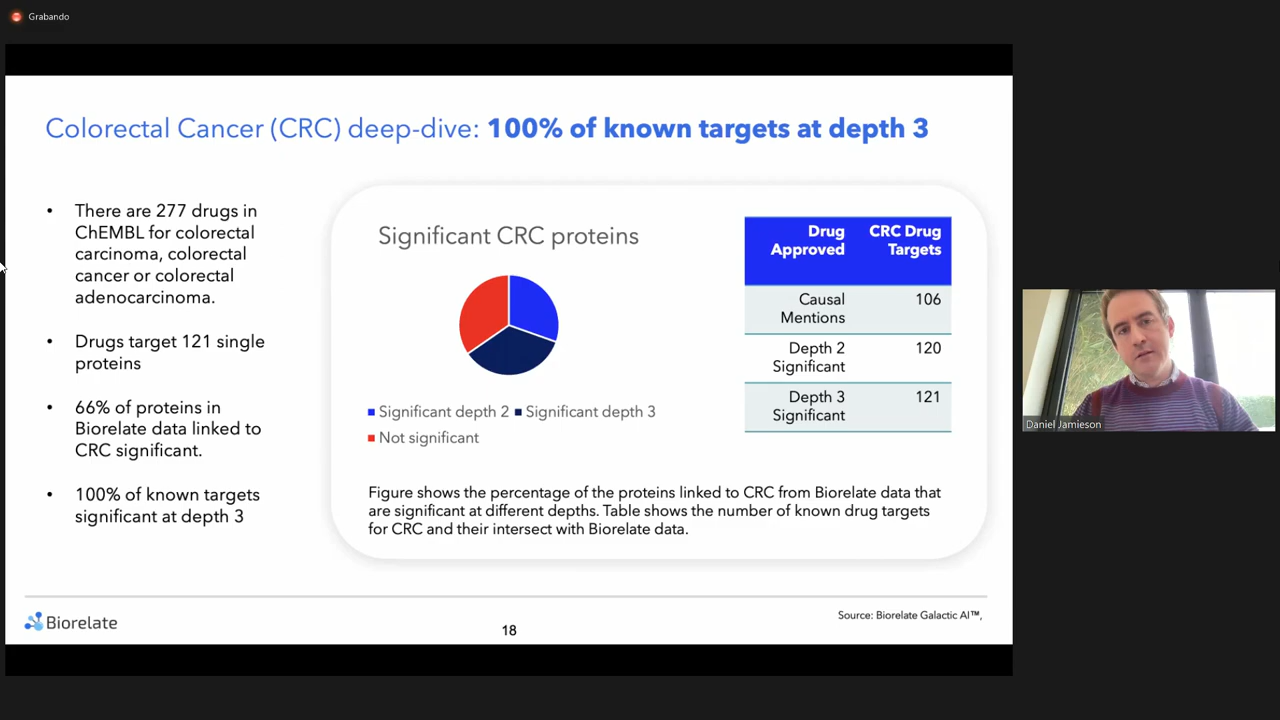 Grabando
Colorectal Cancer (CRC) deep-dive: 100% of known targets at depth 3
• There are 277 drugs in
ChEMBL for colorectal
carcinoma, colorectal
cancer or colorectal
adenocarcinoma.
• Drugs target 121 single
proteins
• 66% of proteins in
Biorelate data linked to
CRC significant.
• 100% of known targets
significant at depth 3
Significant CRC proteins
Significant depth 2 Significant depth 3
Not significant
Drug CRC Drug
Approved Targets
Causal 106
Mentions
Depth 2 120
Significant
Depth 3 121
Significant
Figure shows the percentage of the proteins linked to CRC from Biorelate data that
are significant at different depths. Table shows the number of known drug targets
for CRC and their intersect with Biorelate data.
Biorelate
18
Source: Biorelate Galactic AI™,
Daniel Jamieson